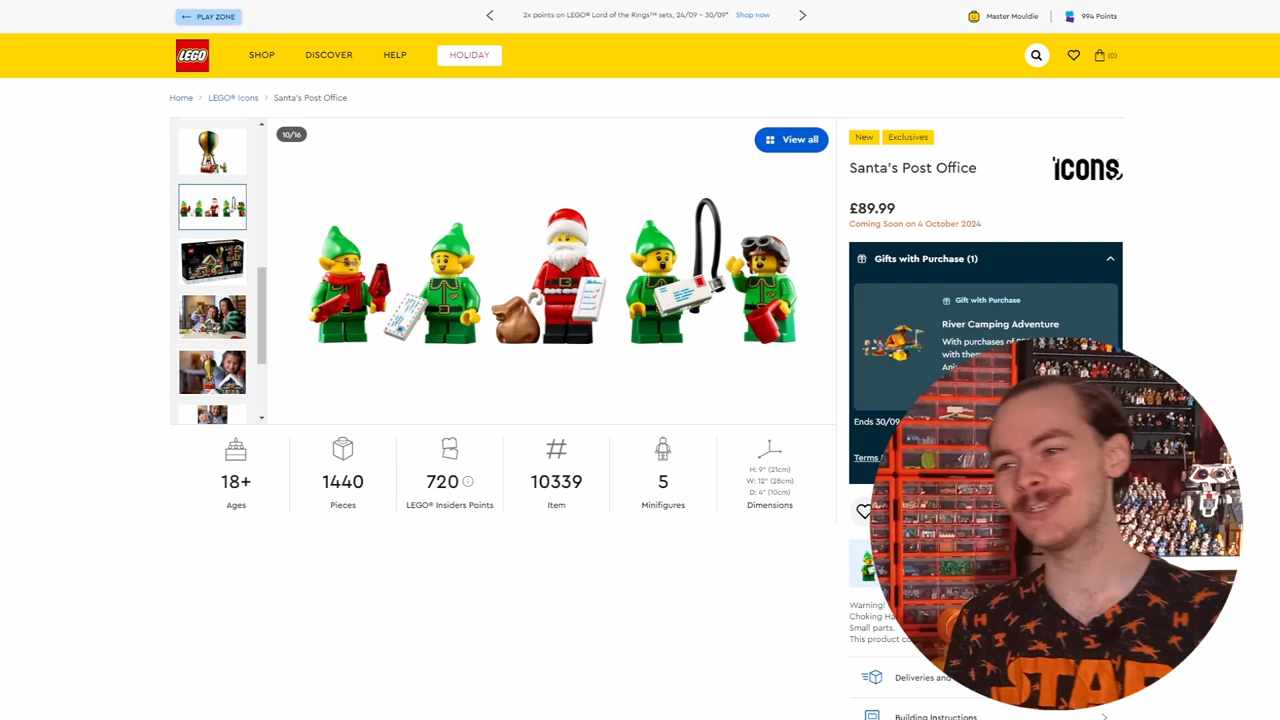 ← PLAY ZONE
2x points on LEGO® Lord of the Rings™ sets, 24/09 - 30/09* Shop now
Master Mouldie
994 Points
LEGO
SHOP
DISCOVER
HELP
HOLIDAY
(0)
Home > LEGO® Icons > Santa's Post Office
10/16
View all
New
Exclusives
Santa's Post Office
icons
£89.99
Coming Soon on 4 October 2024
Gifts with Purchase (1)
Gift with Purchase
River Camping Adventure
With purchases of
with
Ends 30/09
Terms
18+
Ages
1440
Pieces
720
LEGO® Insiders Points
#
10339
Item
5
Minifigures
H: 9" (21cm)
W: 12" (28cm)
D: 4" (10cm)
Dimensions
Warning!
Choking
Small parts.
This product
Deliveries and
Building Instructions
STAR